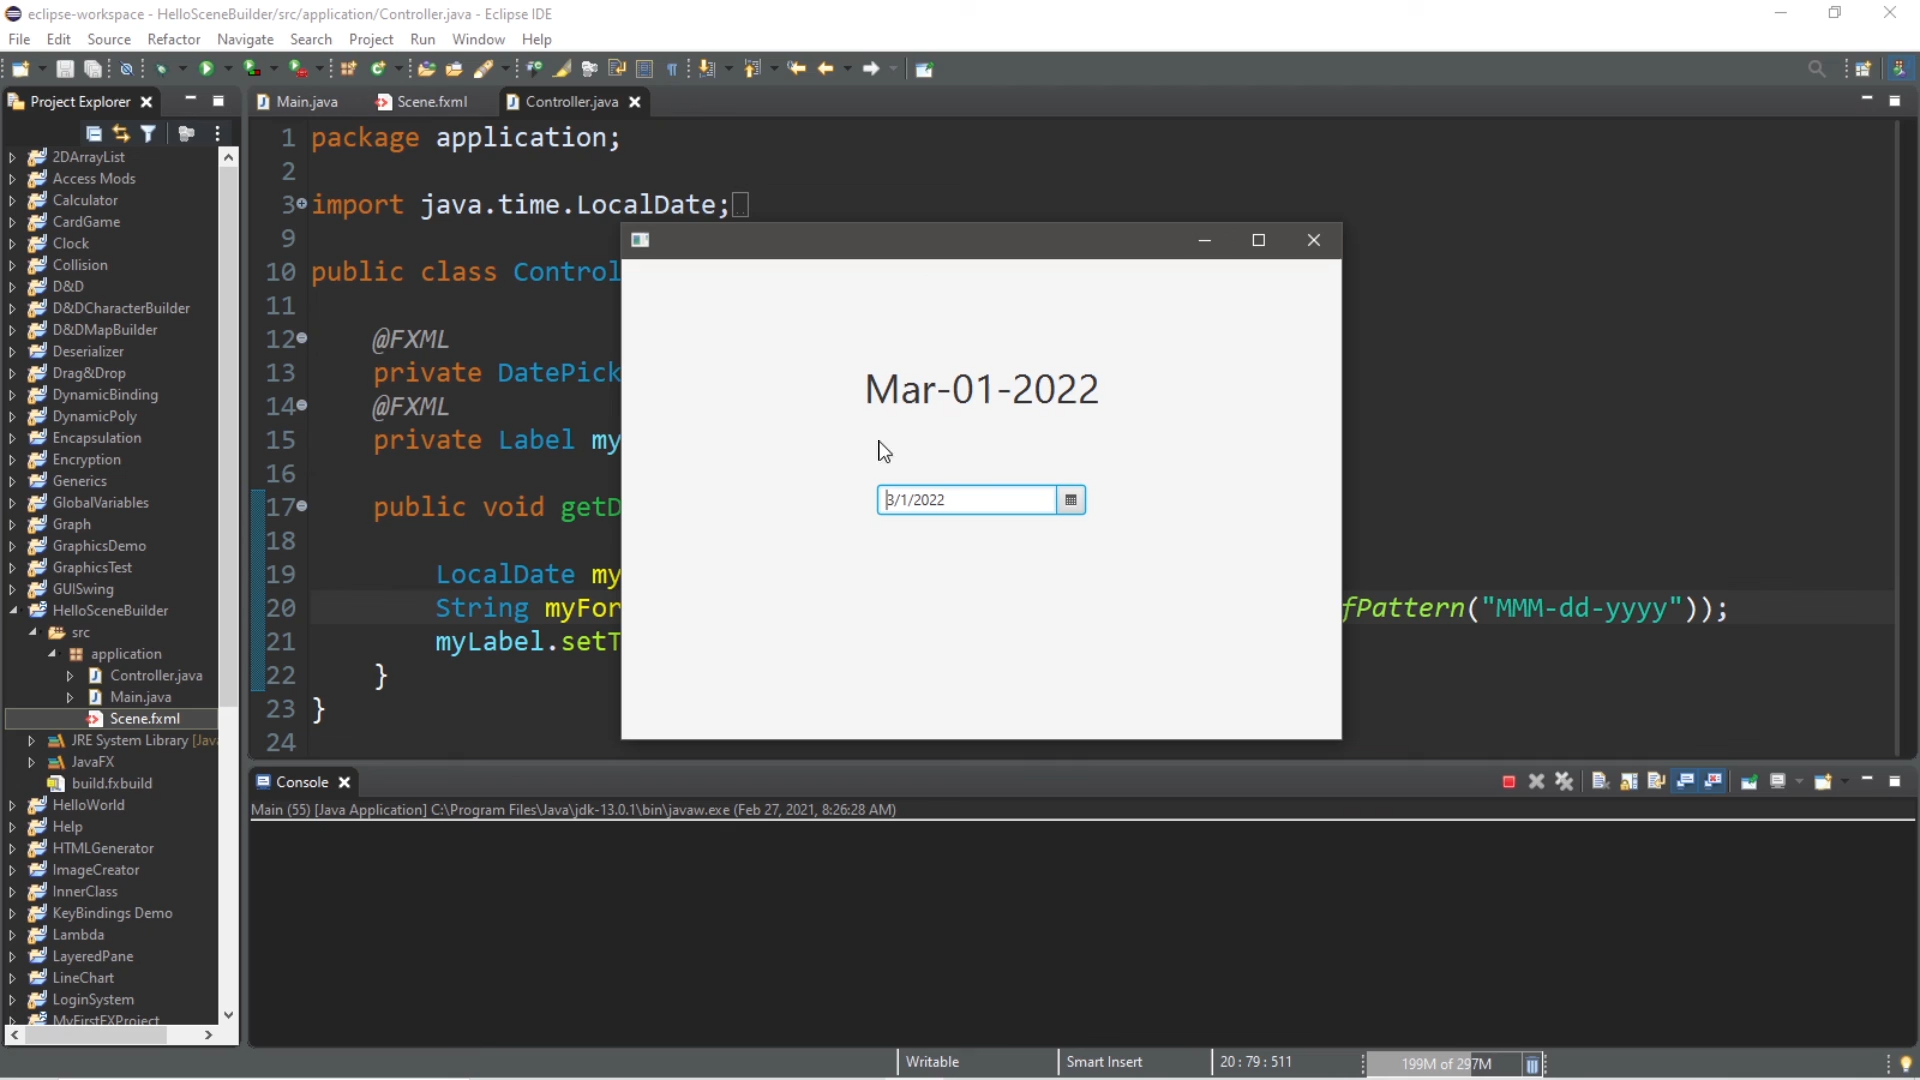 eclipse-workspace - HelloSceneBuilder/src/application/Controller.java - Eclipse IDE
File Edit Source Refactor Navigate Search Project Run Window Help
Project Explorer
Main.java Scene.fxml Controller.java
2DArrayList
Access Mods
Calculator
CardGame
Clock
Collision
D&D
D&DCharacterBuilder
D&DMapBuilder
Deserializer
Drag&Drop
DynamicBinding
DynamicPoly
Encapsulation
Encryption
Generics
GlobalVariables
Graph
GraphicsDemo
GraphicsTest
GUISwing
HelloSceneBuilder
src
application
Controller.java
Main.java
Scene.fxml
JRE System Library [Jav
JavaFX
build.fxbuild
HelloWorld
Help
HTMLGenerator
ImageCreator
InnerClass
KeyBindings Demo
Lambda
LayeredPane
LineChart
LoginSystem
MyFirstFXProject
1 package application;
2
3 import java.time.LocalDate;
9
10 public class Control
11
12 @FXML
13 private DatePick
14 @FXML
15 private Label my
16
17 public void getD
18
19 LocalDate my
20 String myFor fPattern("MMM-dd-yyyy"));
21 myLabel.setT
22 }
23 }
24
Mar-01-2022
3/1/2022
Console
Main (55) [Java Application] C:\Program Files\Java\jdk-13.0.1\bin\javaw.exe (Feb 27, 2021, 8:26:28 AM)
Writable Smart Insert 20 : 79 : 511 199M of 297M